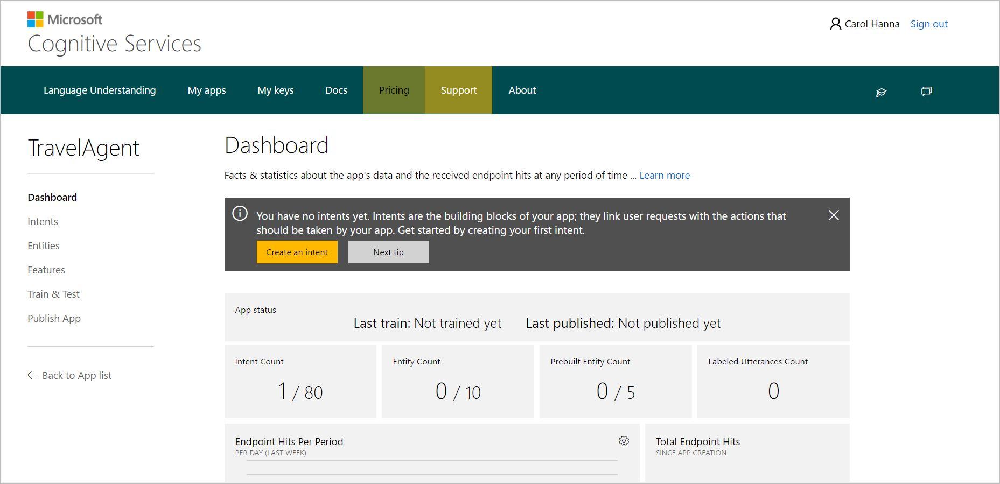 Microsoft
Cognitive Services
Carol Hanna Sign out
Language Understanding My apps My keys Docs Pricing Support About
TravelAgent
Dashboard
Intents
Entities
Features
Train & Test
Publish App
Back to App list
Dashboard
Facts & statistics about the app's data and the received endpoint hits at any period of time ... Learn more
You have no intents yet. Intents are the building blocks of your app; they link user requests with the actions that
should be taken by your app. Get started by creating your first intent.
Create an intent Next tip
App status
Last train: Not trained yet Last published: Not published yet
Intent Count
1 / 80
Entity Count
0 / 10
Prebuilt Entity Count
0 / 5
Labeled Utterances Count
0
Endpoint Hits Per Period
PER DAY (LAST WEEK)
Total Endpoint Hits
SINCE APP CREATION